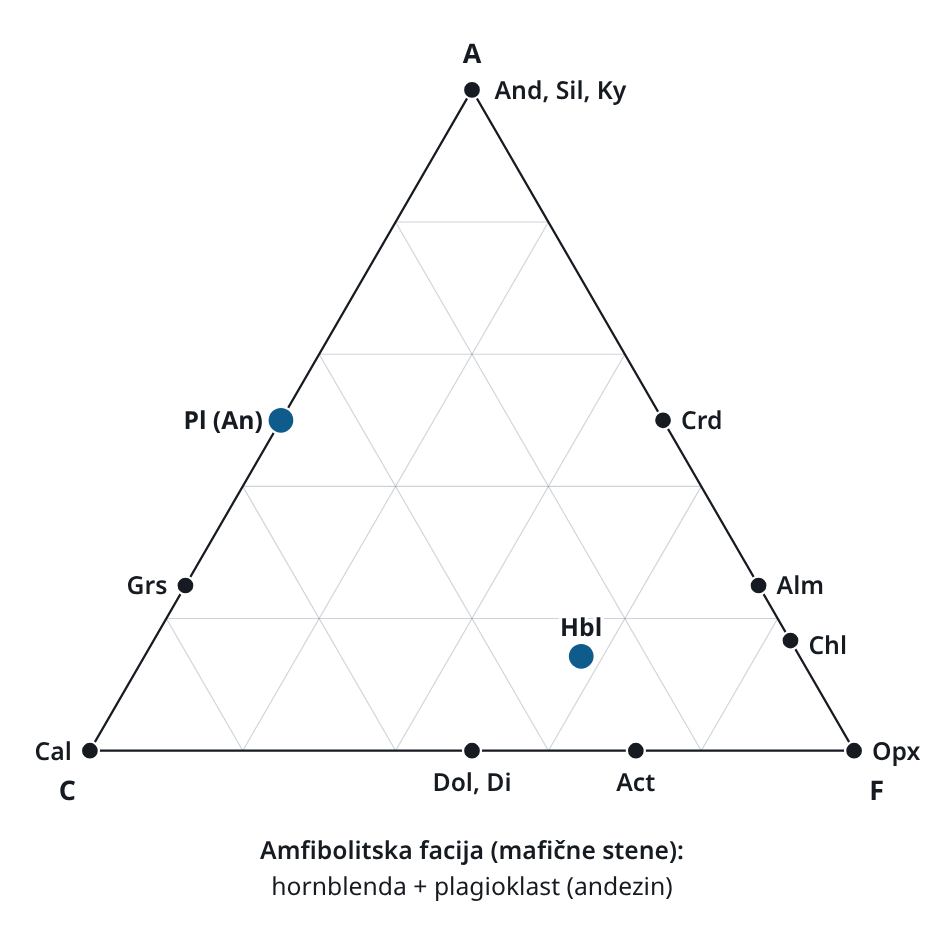 A
And, Sil, Ky
Pl (An)
Crd
Grs
Alm
Hbl
Chl
Cal
Opx
C
Dol, Di
Act
F
Amfibolitska facija (mafične stene):
hornblenda + plagioklast (andezin)